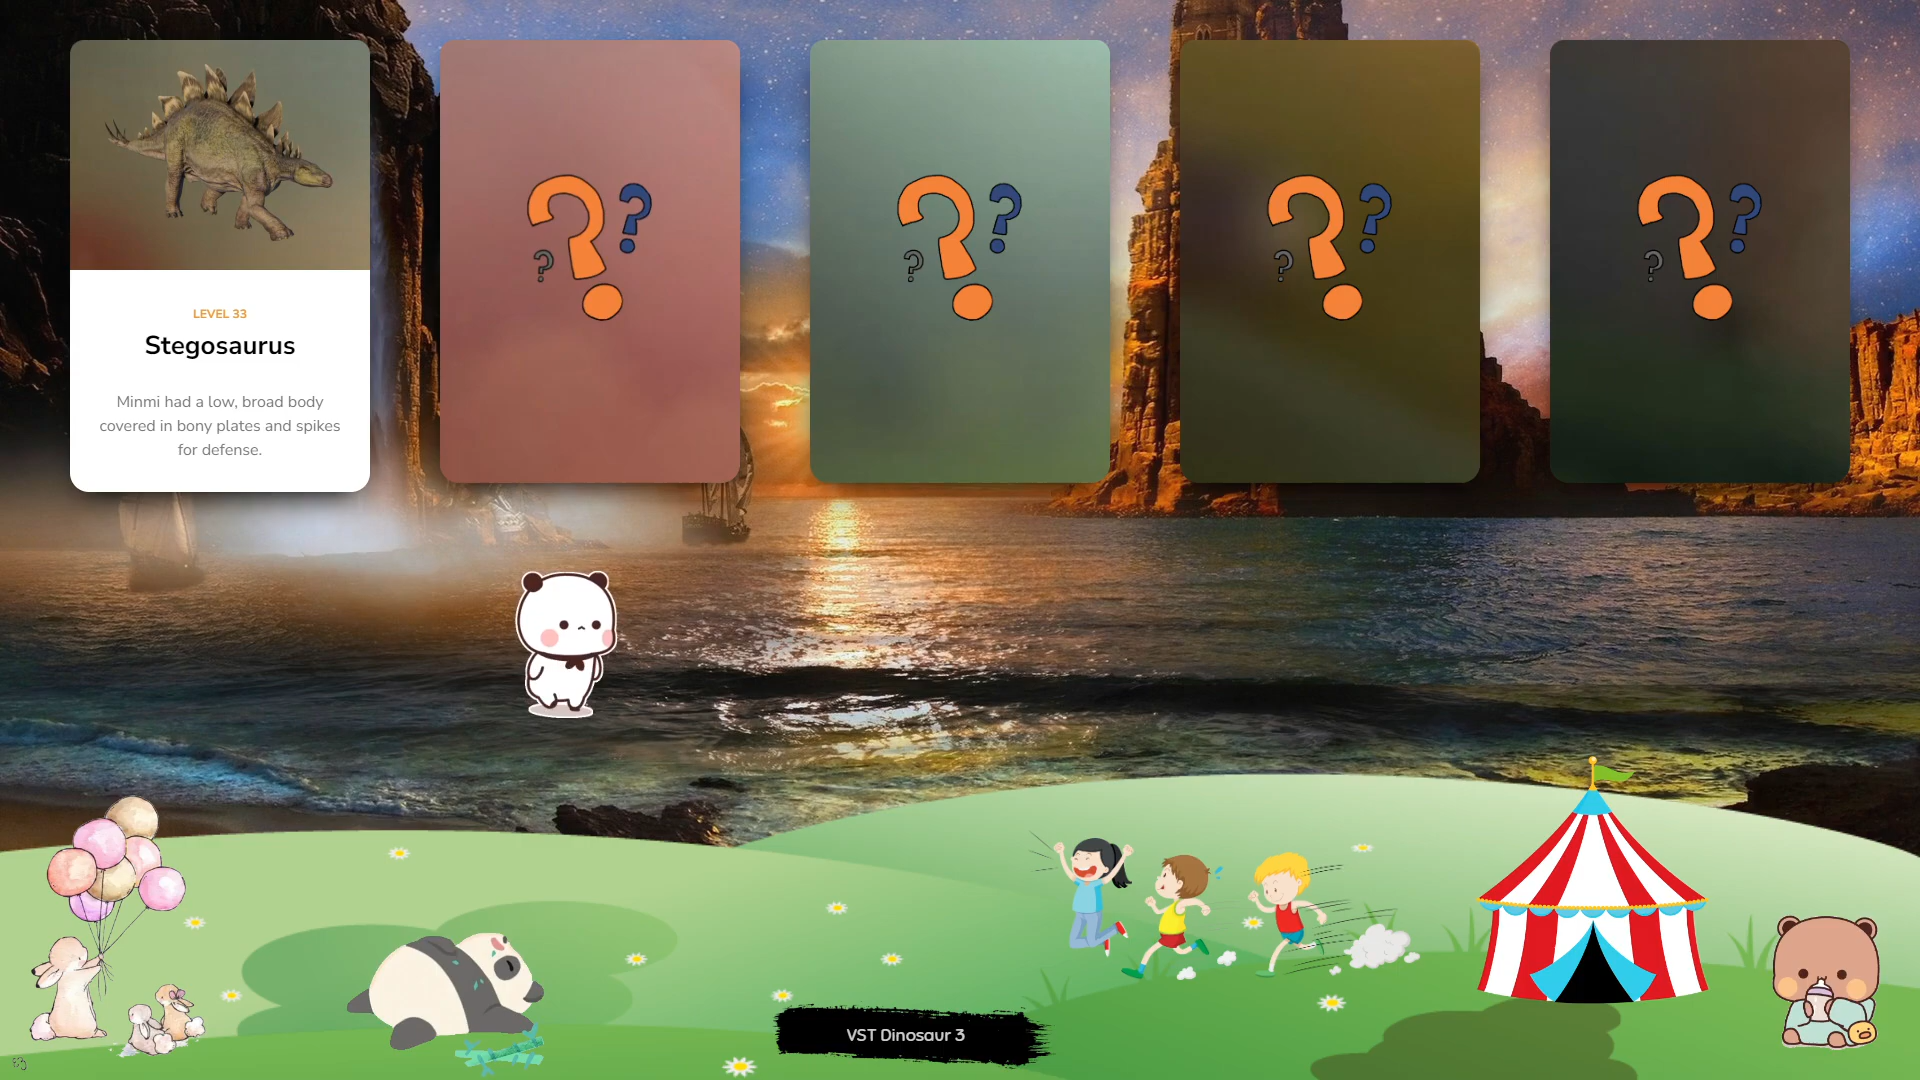 LEVEL 33
Stegosaurus
Minmi had a low, broad body
covered in bony plates and spikes
for defense.
VST Dinosaur 3